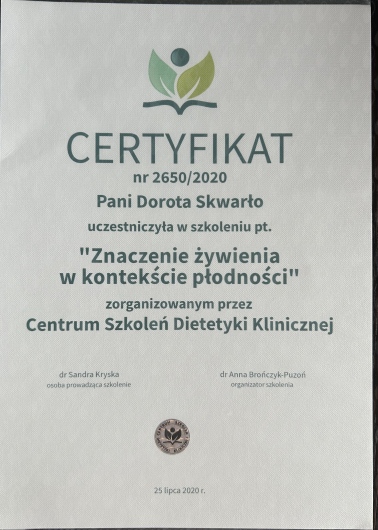 CERTYFIKAT
nr 2650/2020
Pani Dorota Skwarło
uczestniczyła w szkoleniu pt.
"Znaczenie żywienia
w kontekście płodności"
zorganizowanym przez
Centrum Szkoleń Dietetyki Klinicznej
dr Sandra Kryska
osoba prowadząca szkolenie
dr Anna Brończyk-Puzoń
organizator szkolenia
25 lipca 2020 r.